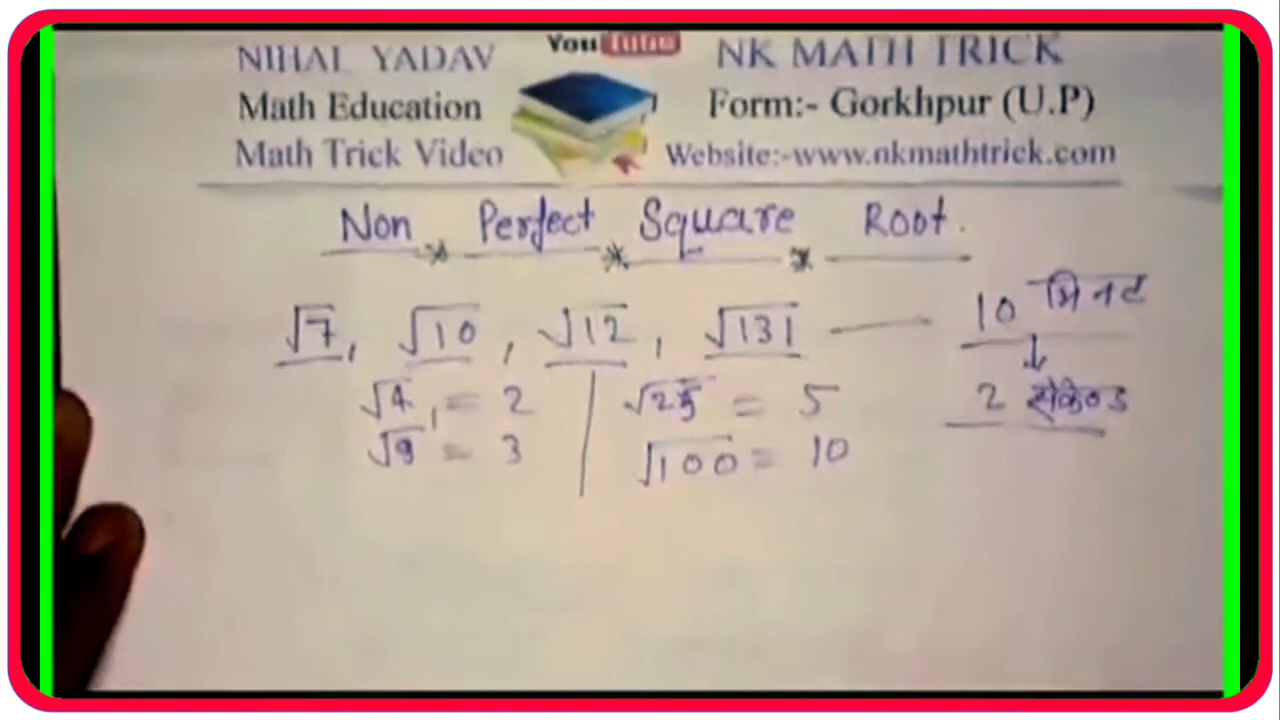 NIHAL YADAV YouTube NK MATH TRICK
Math Education Form:- Gorkhpur (U.P)
Math Trick Video Website:-www.nkmathtrick.com
Non * Perfect * Square * Root.
√7, √10, √12, √131 — 10 मिनट
↓
√4, = 2 √25 = 5 2 सेकेन्ड
√9 = 3 √100 = 10